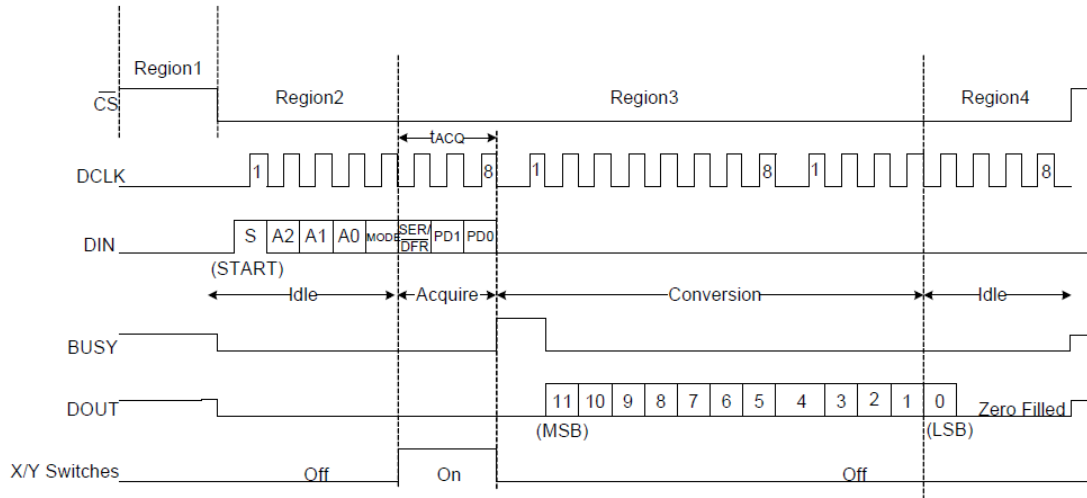 Region1
Region2 Region3 Region4
CS
tACQ
DCLK 1 8 1 8 1 8
DIN S A2 A1 A0 MODE SER/DFR PD1 PD0
(START)
Idle Acquire Conversion Idle
BUSY
DOUT 11 10 9 8 7 6 5 4 3 2 1 0 Zero Filled
(MSB) (LSB)
X/Y Switches Off On Off